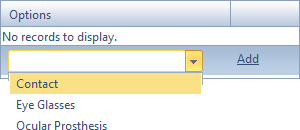 Options
No records to display.
Add
Contact
Eye Glasses
Ocular Prosthesis